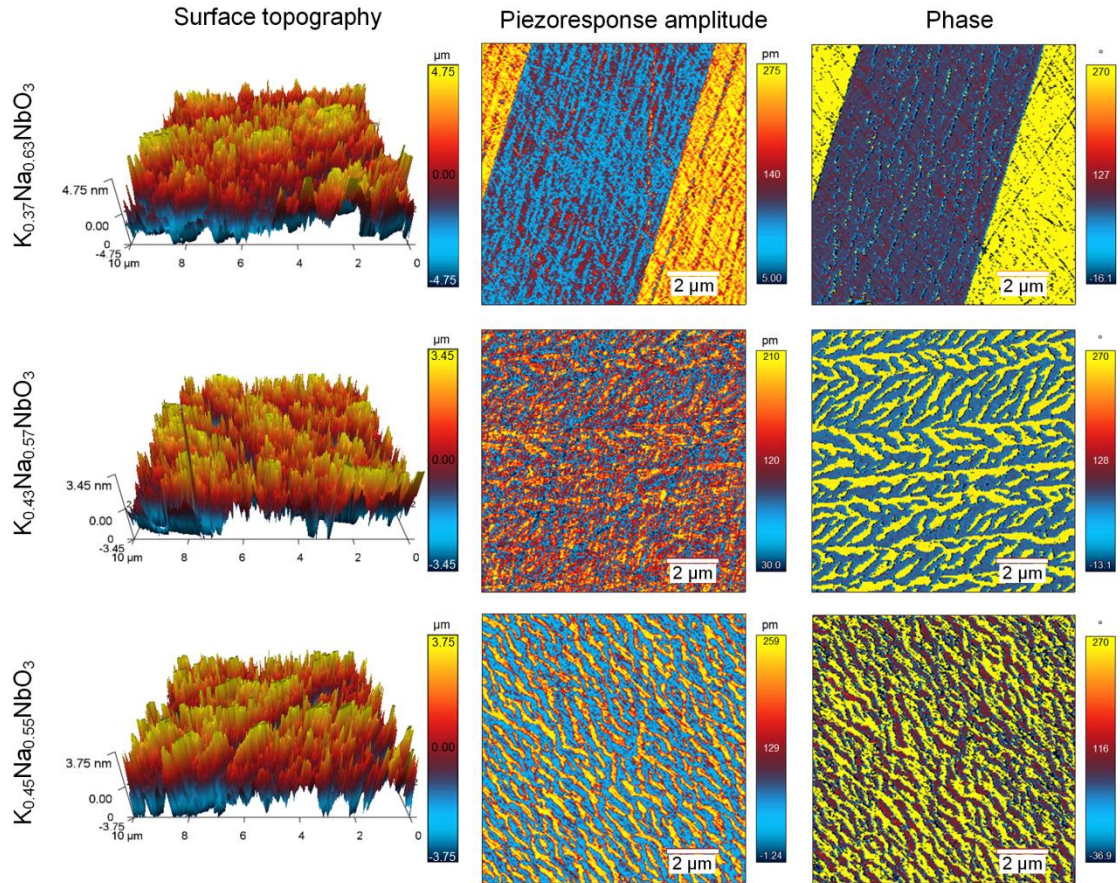 Surface topography
Piezoresponse amplitude
Phase
K0.37Na0.63NbO3
µm
4.75
0.00
-4.75
4.75 nm
0.00
-4.75
0
10 µm 8 6 4 2 0
2 µm
pm
275
140
5.00
2 µm
°
270
127
-16.1
K0.43Na0.57NbO3
µm
3.45
0.00
-3.45
3.45 nm
0.00
-3.45
0
10 µm 8 6 4 2 0
2 µm
pm
210
120
30.0
2 µm
°
270
128
-13.1
K0.45Na0.55NbO3
µm
3.75
0.00
-3.75
3.75 nm
0.00
-3.75
0
10 µm 8 6 4 2 0
2 µm
pm
259
129
-1.24
2 µm
°
270
116
-36.9